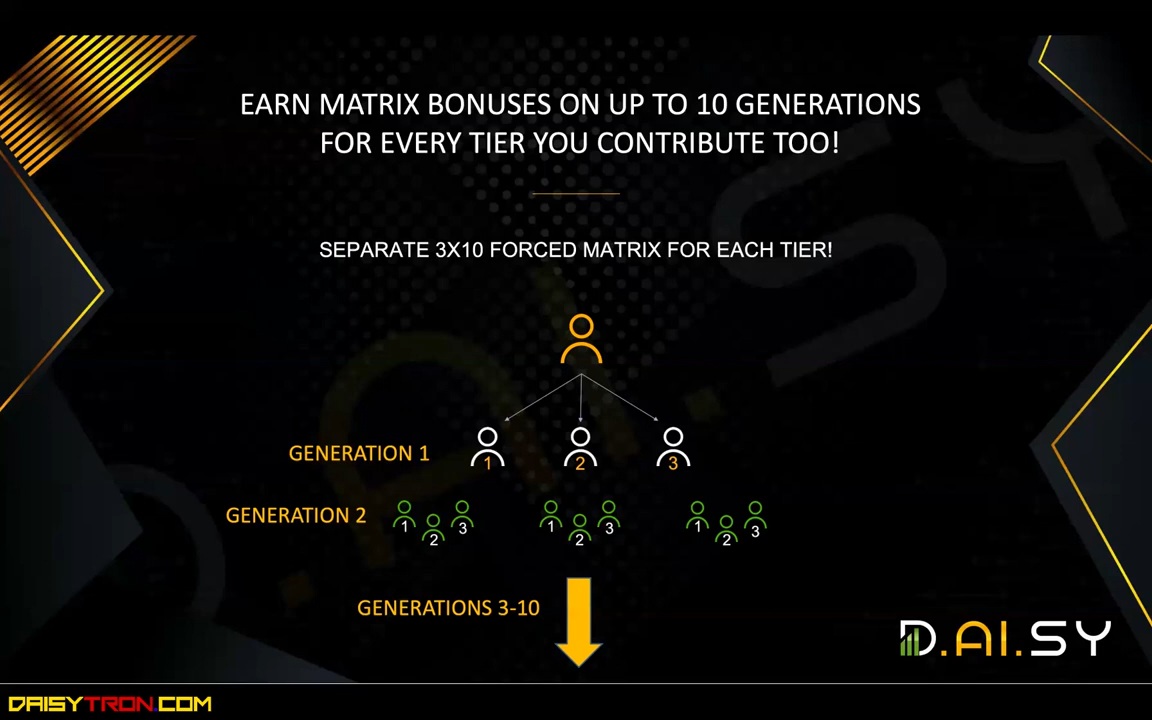 EARN MATRIX BONUSES ON UP TO 10 GENERATIONS
FOR EVERY TIER YOU CONTRIBUTE TOO!
SEPARATE 3X10 FORCED MATRIX FOR EACH TIER!
GENERATION 1
1 2 3
GENERATION 2
1 2 3 1 2 3 1 2 3
GENERATIONS 3-10
D.AI.SY
DAISYTRON.COM